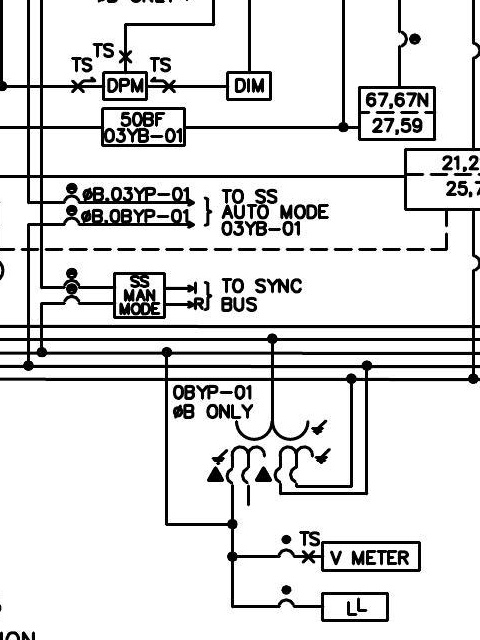 ØB ONLY
TS
TS
TS
DPM
DIM
67,67N
27,59
50BF
03YB-01
21,2
25,7
ØB.03YP-01
ØB.0BYP-01
TO SS
AUTO MODE
03YB-01
SS
MAN
MODE
I
R
TO SYNC
BUS
0BYP-01
ØB ONLY
TS
V METER
LL
ION